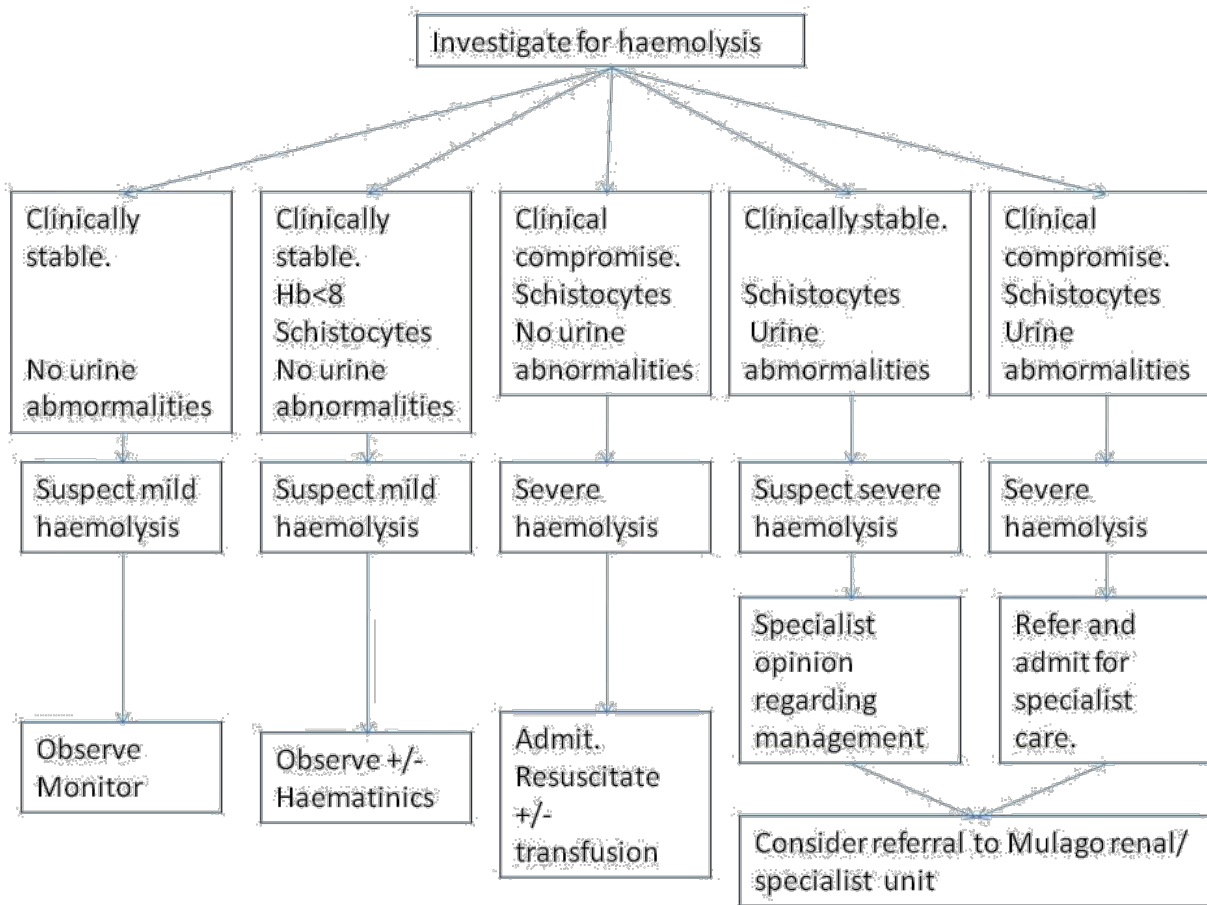 Investigate for haemolysis
Clinically
stable.
No urine
abmormalities
Clinically
stable.
Hb<8
Schistocytes
No urine
abnormalities
Clinical
compromise.
Schistocytes
No urine
abnormalities
Clinically stable.
Schistocytes
Urine
abmormalities
Clinical
compromise.
Schistocytes
Urine
abmormalities
Suspect mild
haemolysis
Suspect mild
haemolysis
Severe
haemolysis
Suspect severe
haemolysis
Severe
haemolysis
Observe
Monitor
Observe +/-
Haematinics
Admit.
Resuscitate
+/-
transfusion
Specialist
opinion
regarding
management
Refer and
admit for
specialist
care.
Consider referral to Mulago renal/
specialist unit